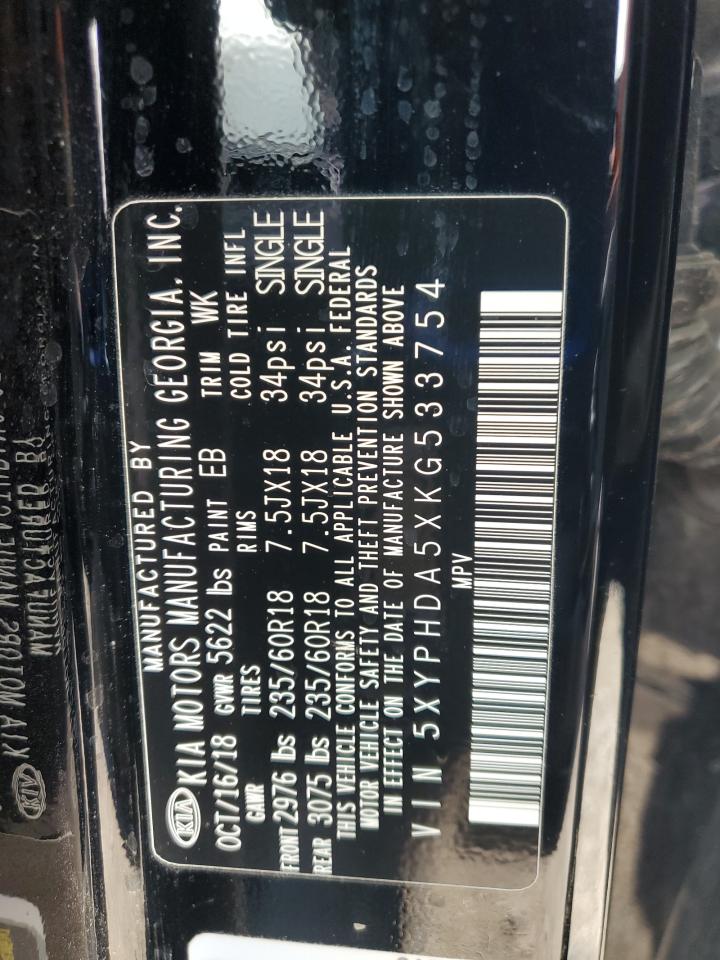 MANUFACTURED BY
KIA KIA MOTORS MANUFACTURING GEORGIA, INC.
OCT/16/18 GVWR 5622 lbs PAINT EB TRIM WK
GAWR TIRES RIMS COLD TIRE INFL
FRONT 2976 lbs 235/60R18 7.5JX18 34psi SINGLE
REAR 3075 lbs 235/60R18 7.5JX18 34psi SINGLE
THIS VEHICLE CONFORMS TO ALL APPLICABLE U.S.A. FEDERAL
MOTOR VEHICLE SAFETY AND THEFT PREVENTION STANDARDS
IN EFFECT ON THE DATE OF MANUFACTURE SHOWN ABOVE
VIN 5XYPHDA5XKG533754
MPV